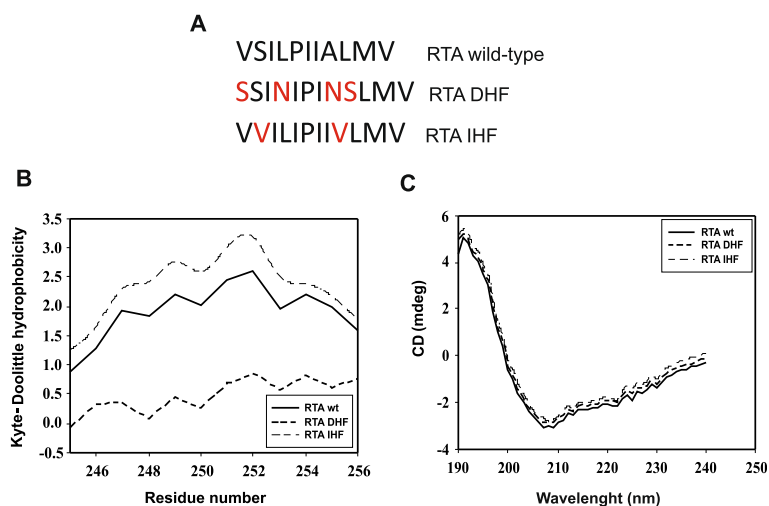 A
VSILPIIALMV RTA wild-type
SSINIPINSLMV RTA DHF
VVILIPIIVLMV RTA IHF
B
Kyte-Doolittle hydrophobicity
3.5
3.0
2.5
2.0
1.5
1.0
0.5
0.0
-0.5
RTA wt
RTA DHF
RTA IHF
246 248 250 252 254 256
Residue number
C
CD (mdeg)
6
4
2
0
-2
-4
RTA wt
RTA DHF
RTA IHF
190 200 210 220 230 240 250
Wavelenght (nm)